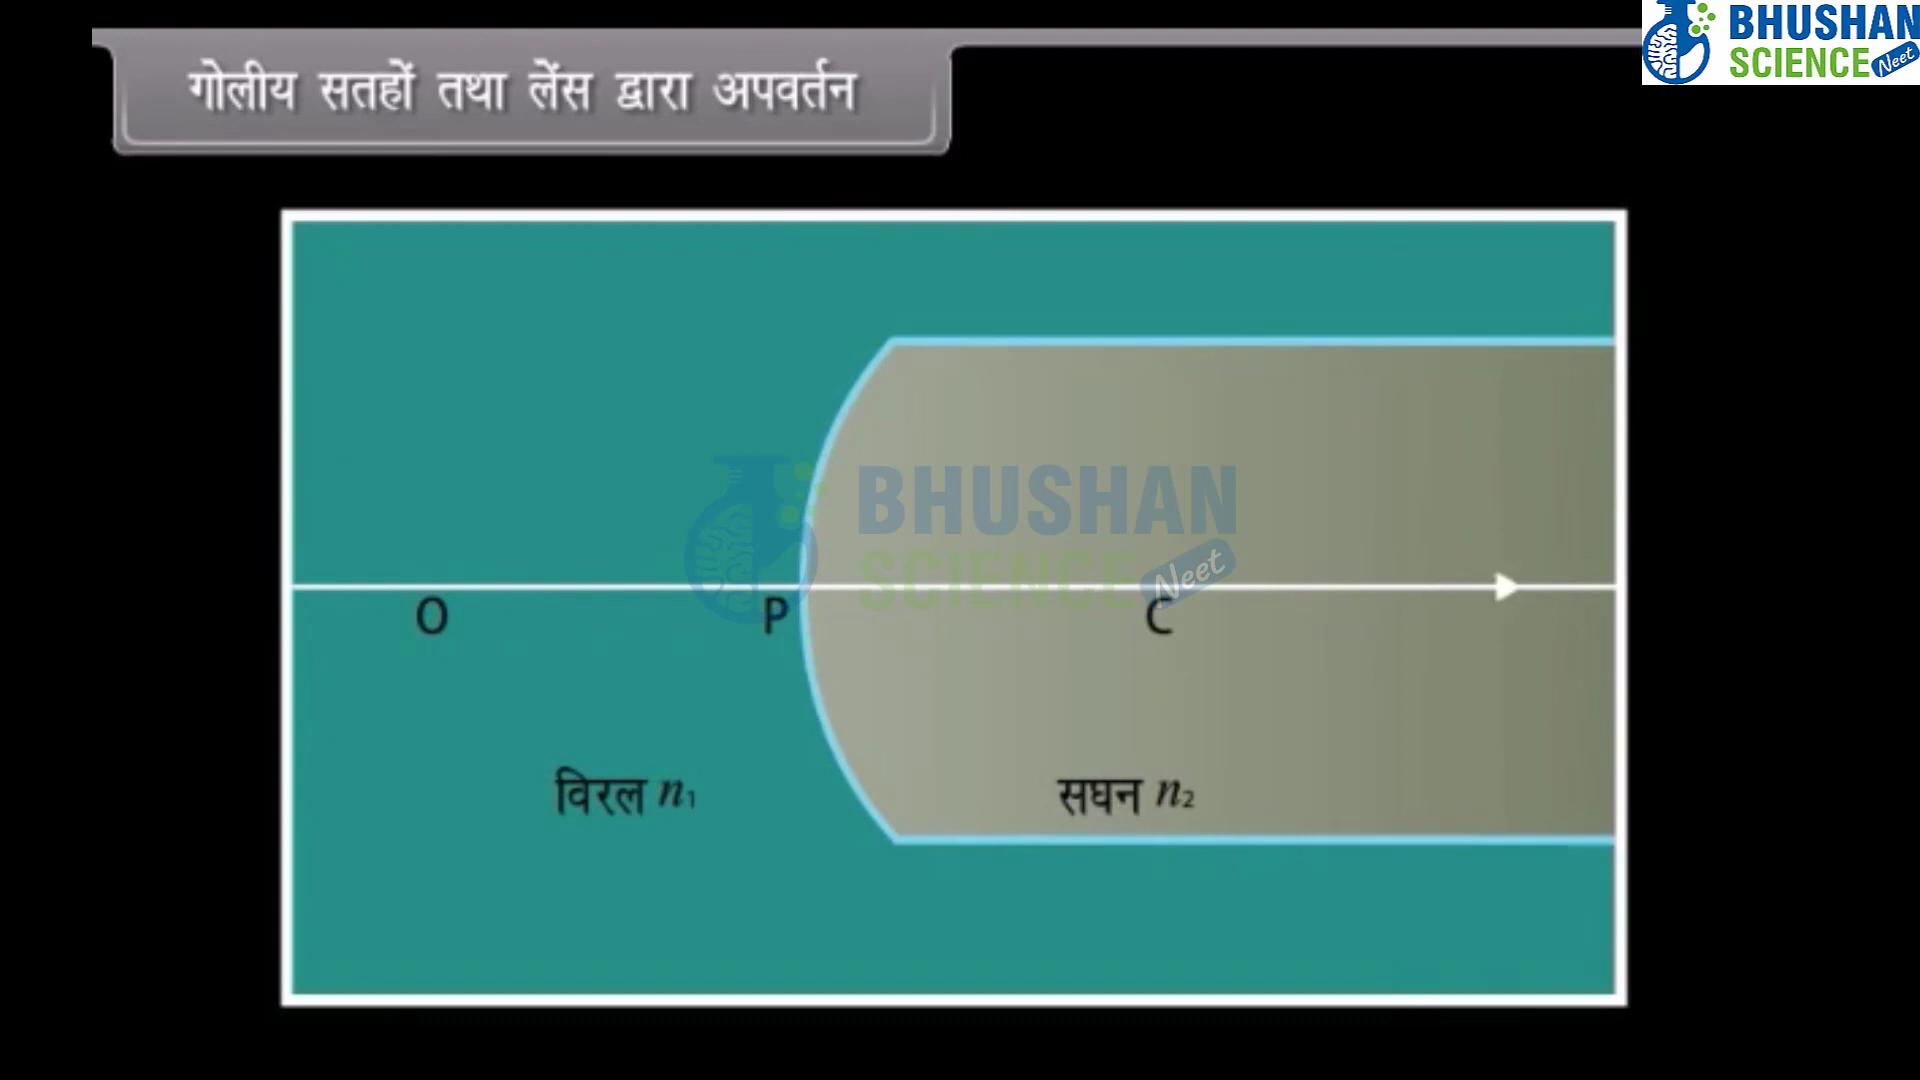 BHUSHAN
SCIENCE Neet
गोलीय सतहों तथा लेंस द्वारा अपवर्तन
BHUSHAN
SCIENCE Neet
O P C
विरल n₁ सघन n₂